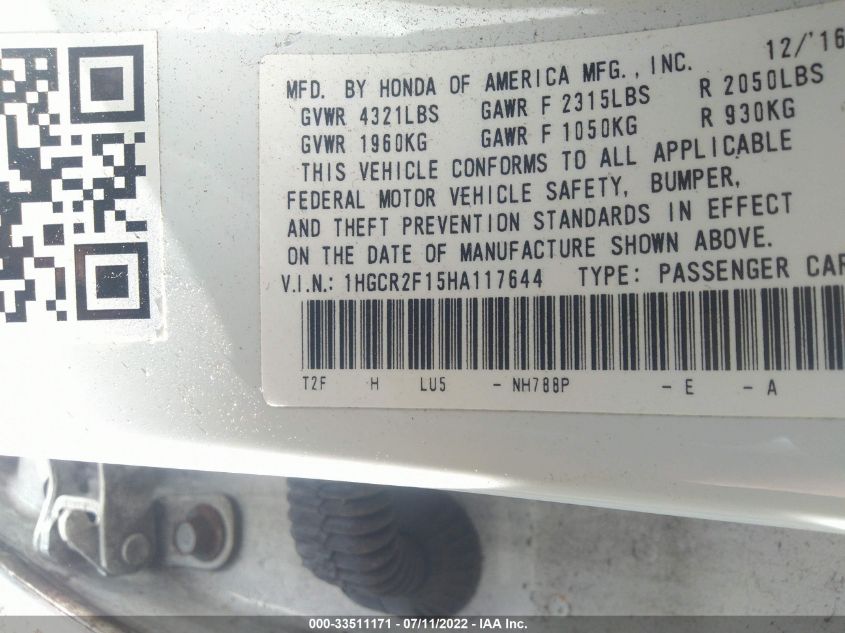 12/'16
MFD. BY HONDA OF AMERICA MFG., INC.
GVWR 4321LBS GAWR F 2315LBS R 2050LBS
GVWR 1960KG GAWR F 1050KG R 930KG
THIS VEHICLE CONFORMS TO ALL APPLICABLE
FEDERAL MOTOR VEHICLE SAFETY, BUMPER,
AND THEFT PREVENTION STANDARDS IN EFFECT
ON THE DATE OF MANUFACTURE SHOWN ABOVE.
V.I.N.: 1HGCR2F15HA117644 TYPE: PASSENGER CAR
T2F H LU5 - NH788P - E - A
000-33511171 - 07/11/2022 - IAA Inc.